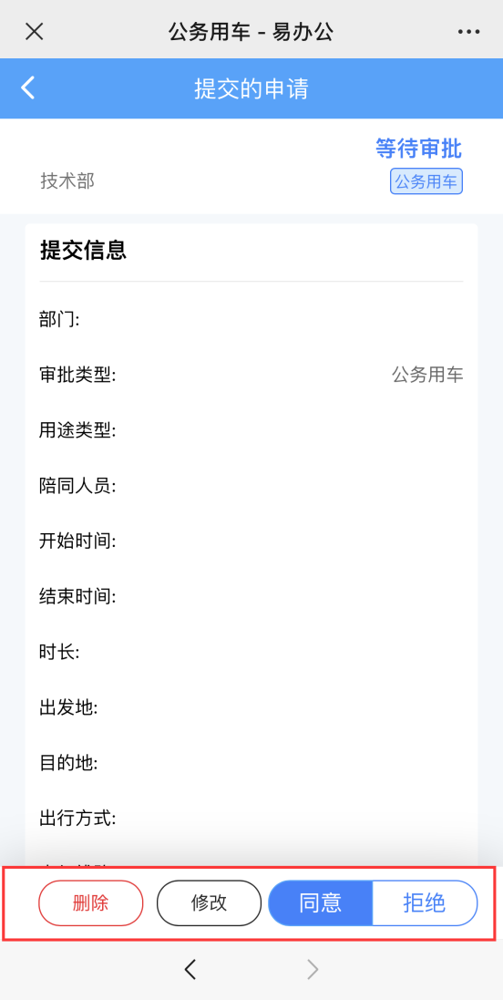 公务用车 - 易办公
提交的申请
等待审批
技术部
公务用车
提交信息
部门:
审批类型:
公务用车
用途类型:
陪同人员:
开始时间:
结束时间:
时长:
出发地:
目的地:
出行方式:
删除
修改
同意
拒绝